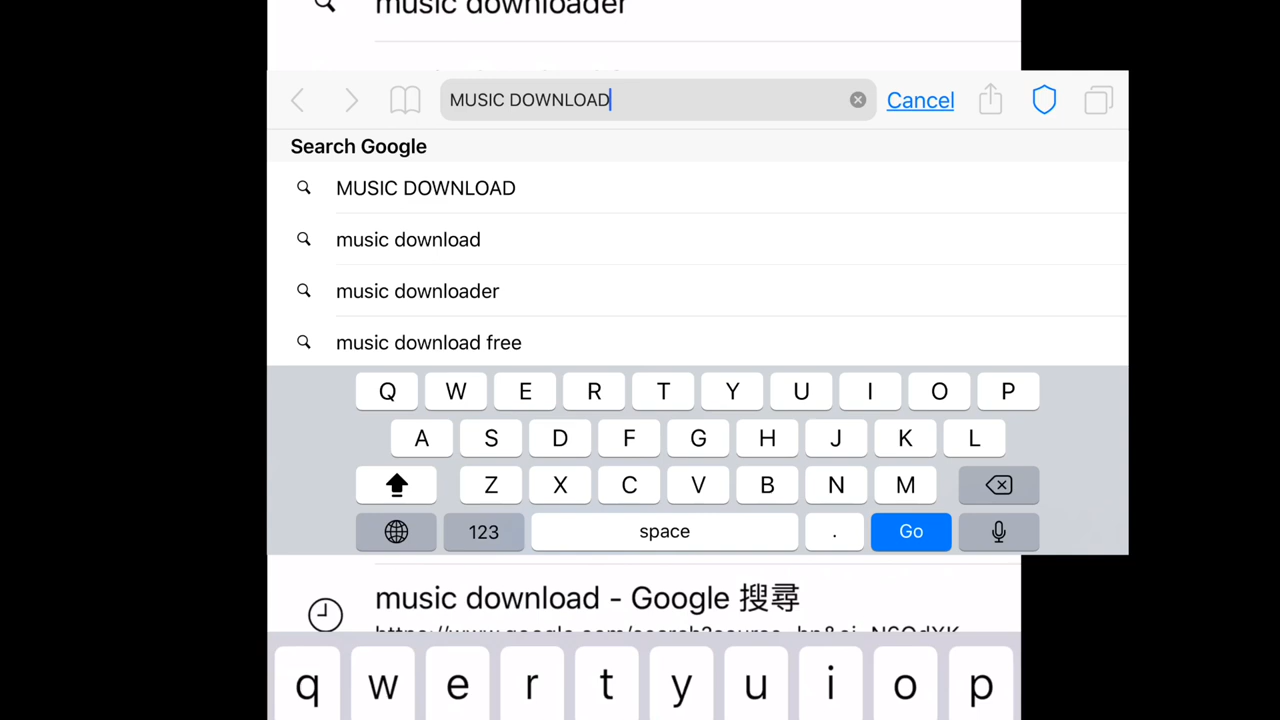 music downloader
MUSIC DOWNLOAD
Cancel
Search Google
MUSIC DOWNLOAD
music download
music downloader
music download free
Q W E R T Y U I O P
A S D F G H J K L
Z X C V B N M
123 space . Go
music download - Google 搜尋
q w e r t y u i o p